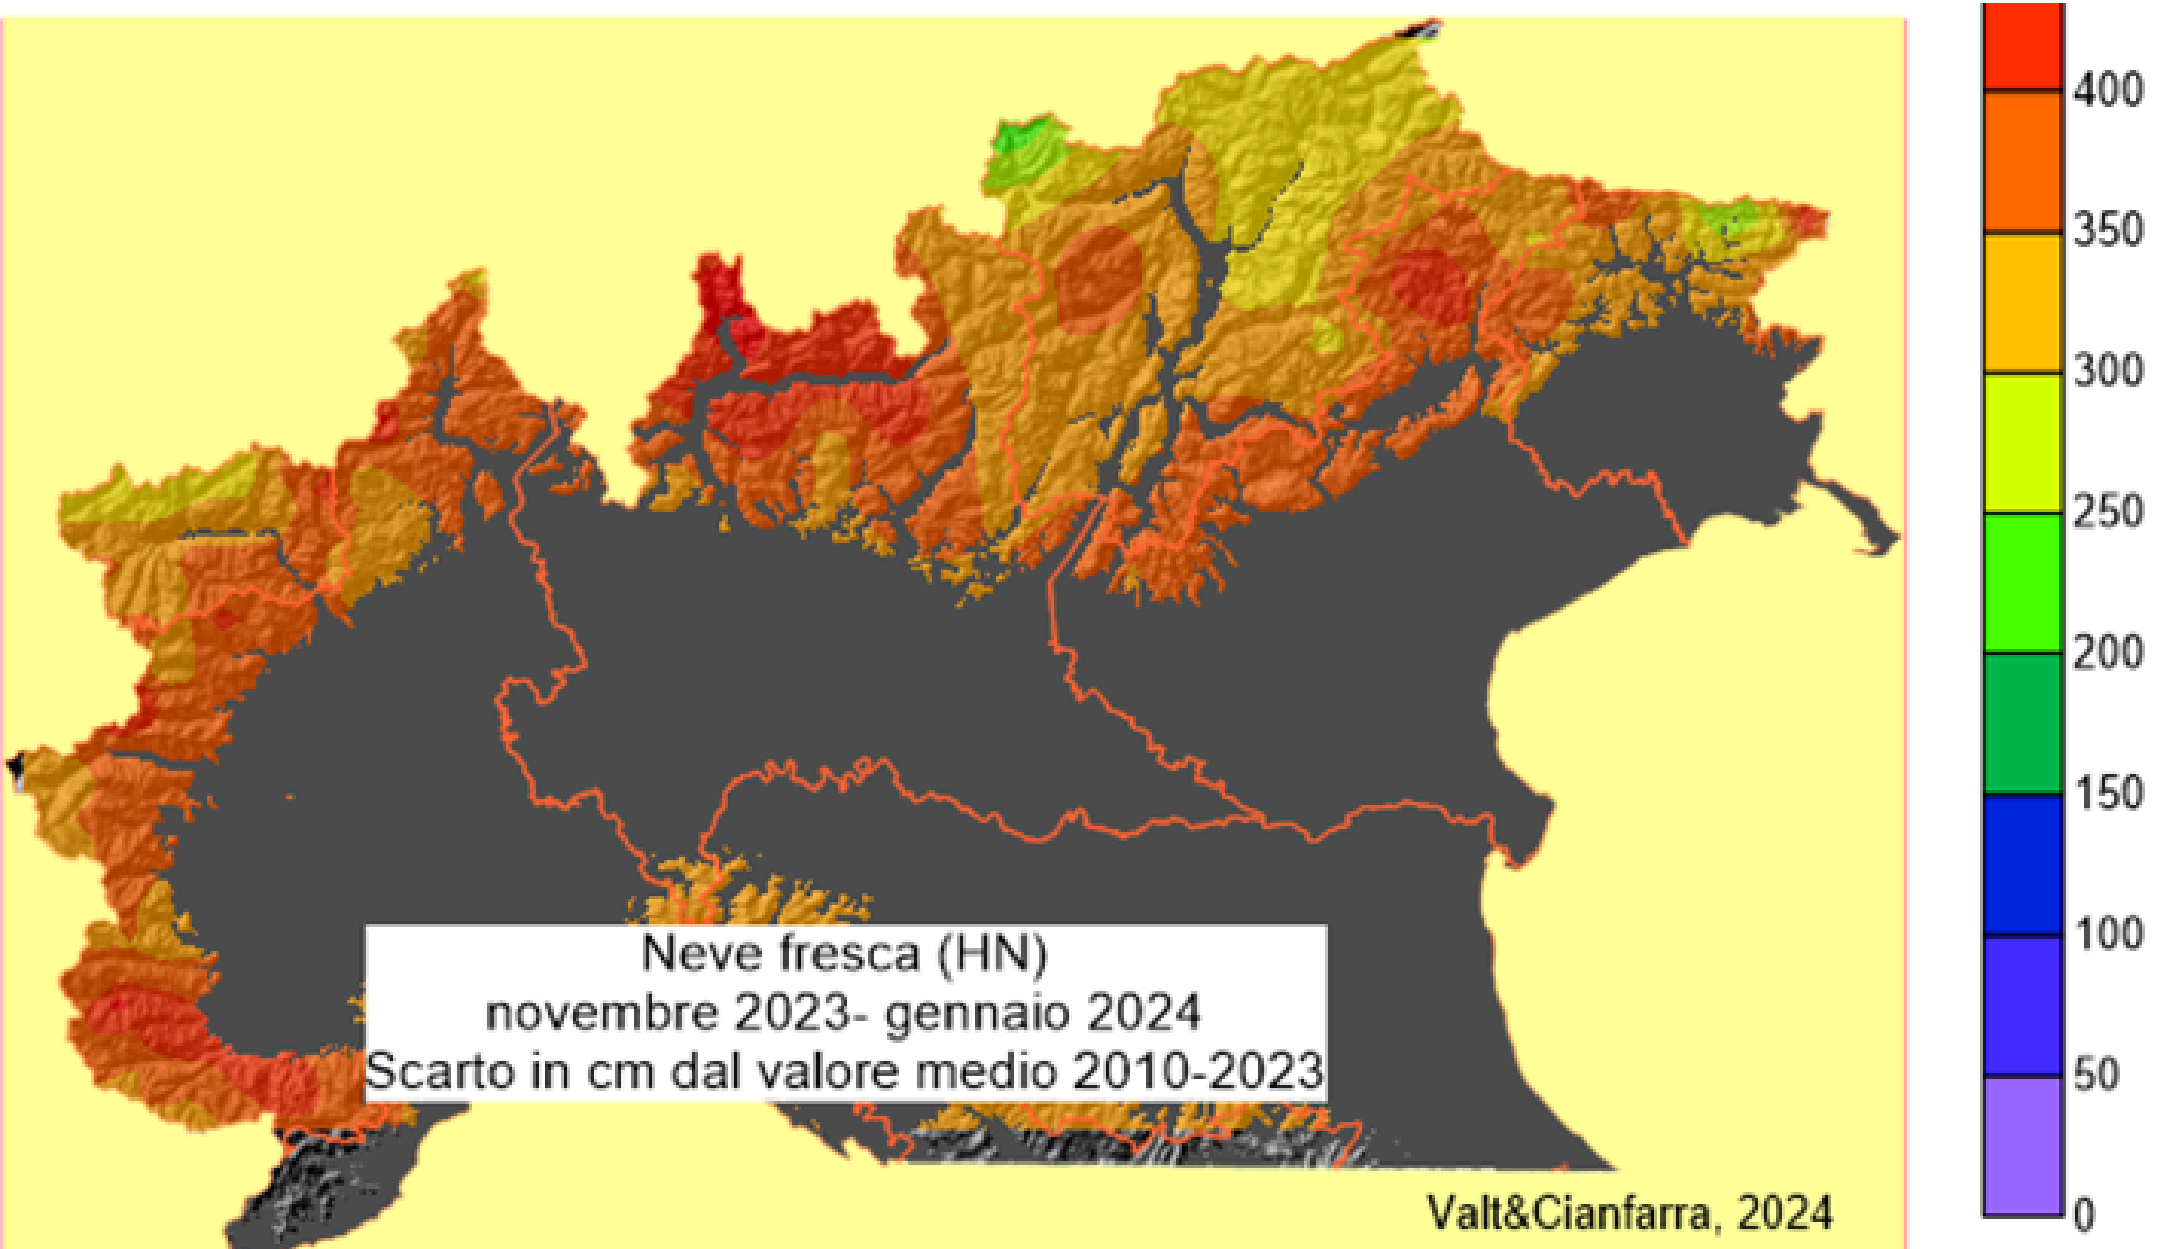 400
350
300
250
200
150
100
50
0
Neve fresca (HN)
novembre 2023- gennaio 2024
Scarto in cm dal valore medio 2010-2023
Valt&Cianfarra, 2024